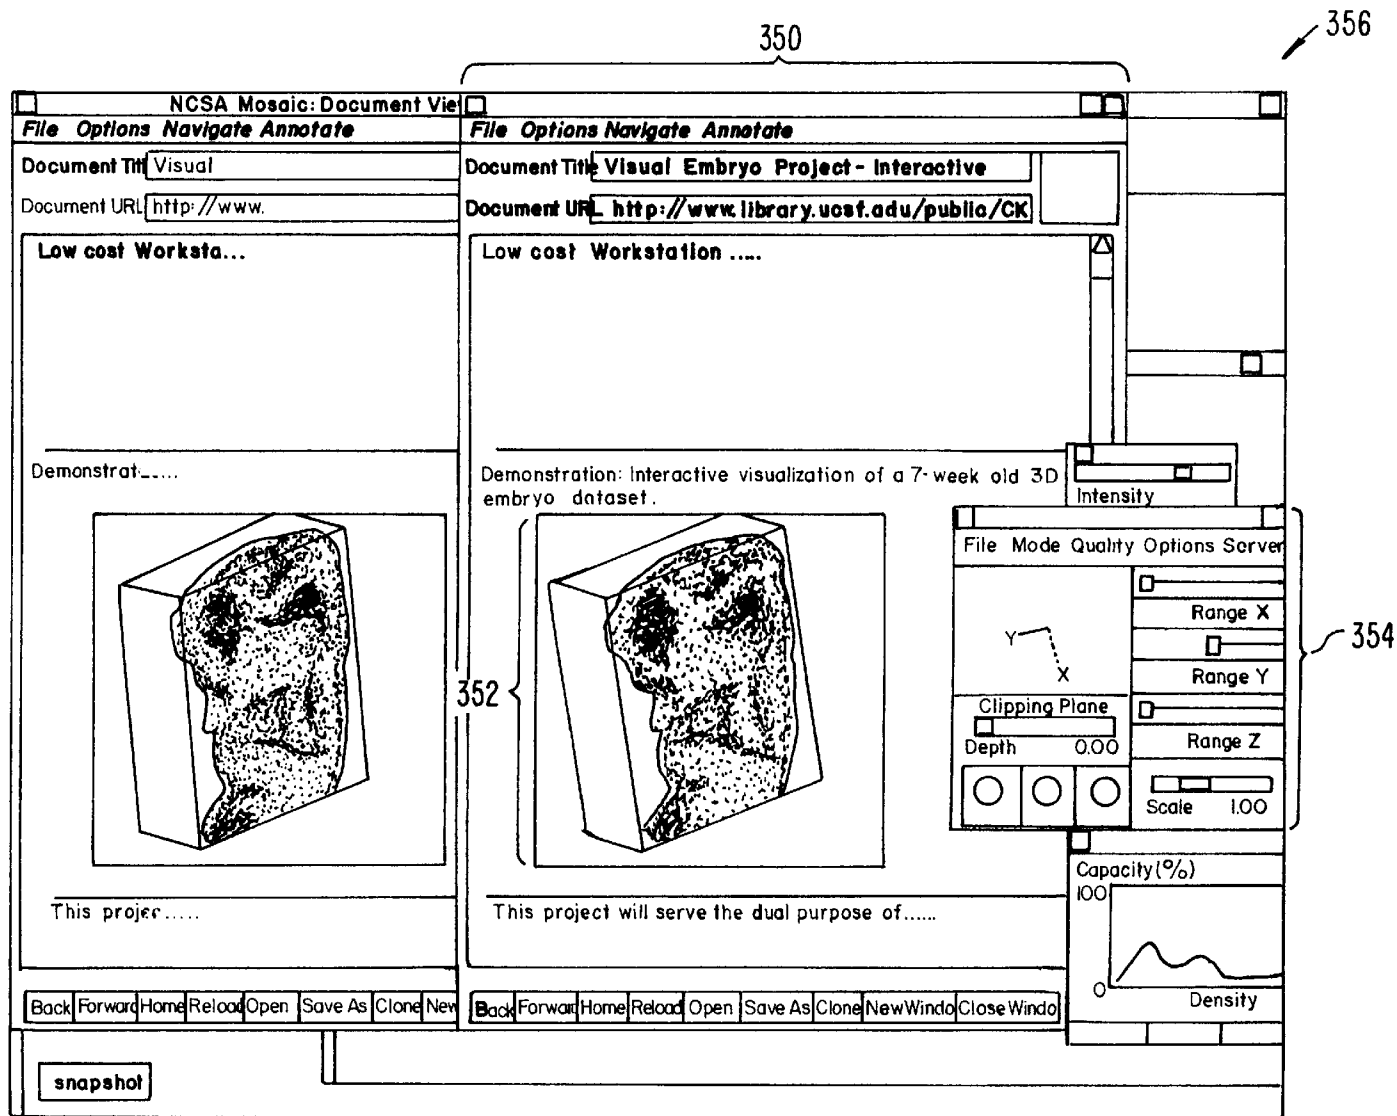 350
356
NCSA Mosaic: Document Vie
File Options Navigate Annotate
Document Titl Visual
Document URL http://www.
Low cost Worksta...
Demonstrat......
This projec.....
Back Forward Home Reload Open Save As Clone New
File Options Navigate Annotate
Document Title Visual Embryo Project - Interactive
Document URL http://www.library.ucsf.adu/public/CK
Low cost Workstation .....
Demonstration: Interactive visualization of a 7-week old 3D
embryo dataset.
352
This project will serve the dual purpose of......
Back Forward Home Reload Open Save As Clone NewWindo Close Windo
Intensity
File Mode Quality Options Server
Y
X
Range X
Range Y
Range Z
Clipping Plane
Depth 0.00
Scale 1.00
354
Capacity (%)
100
0
Density
snapshot